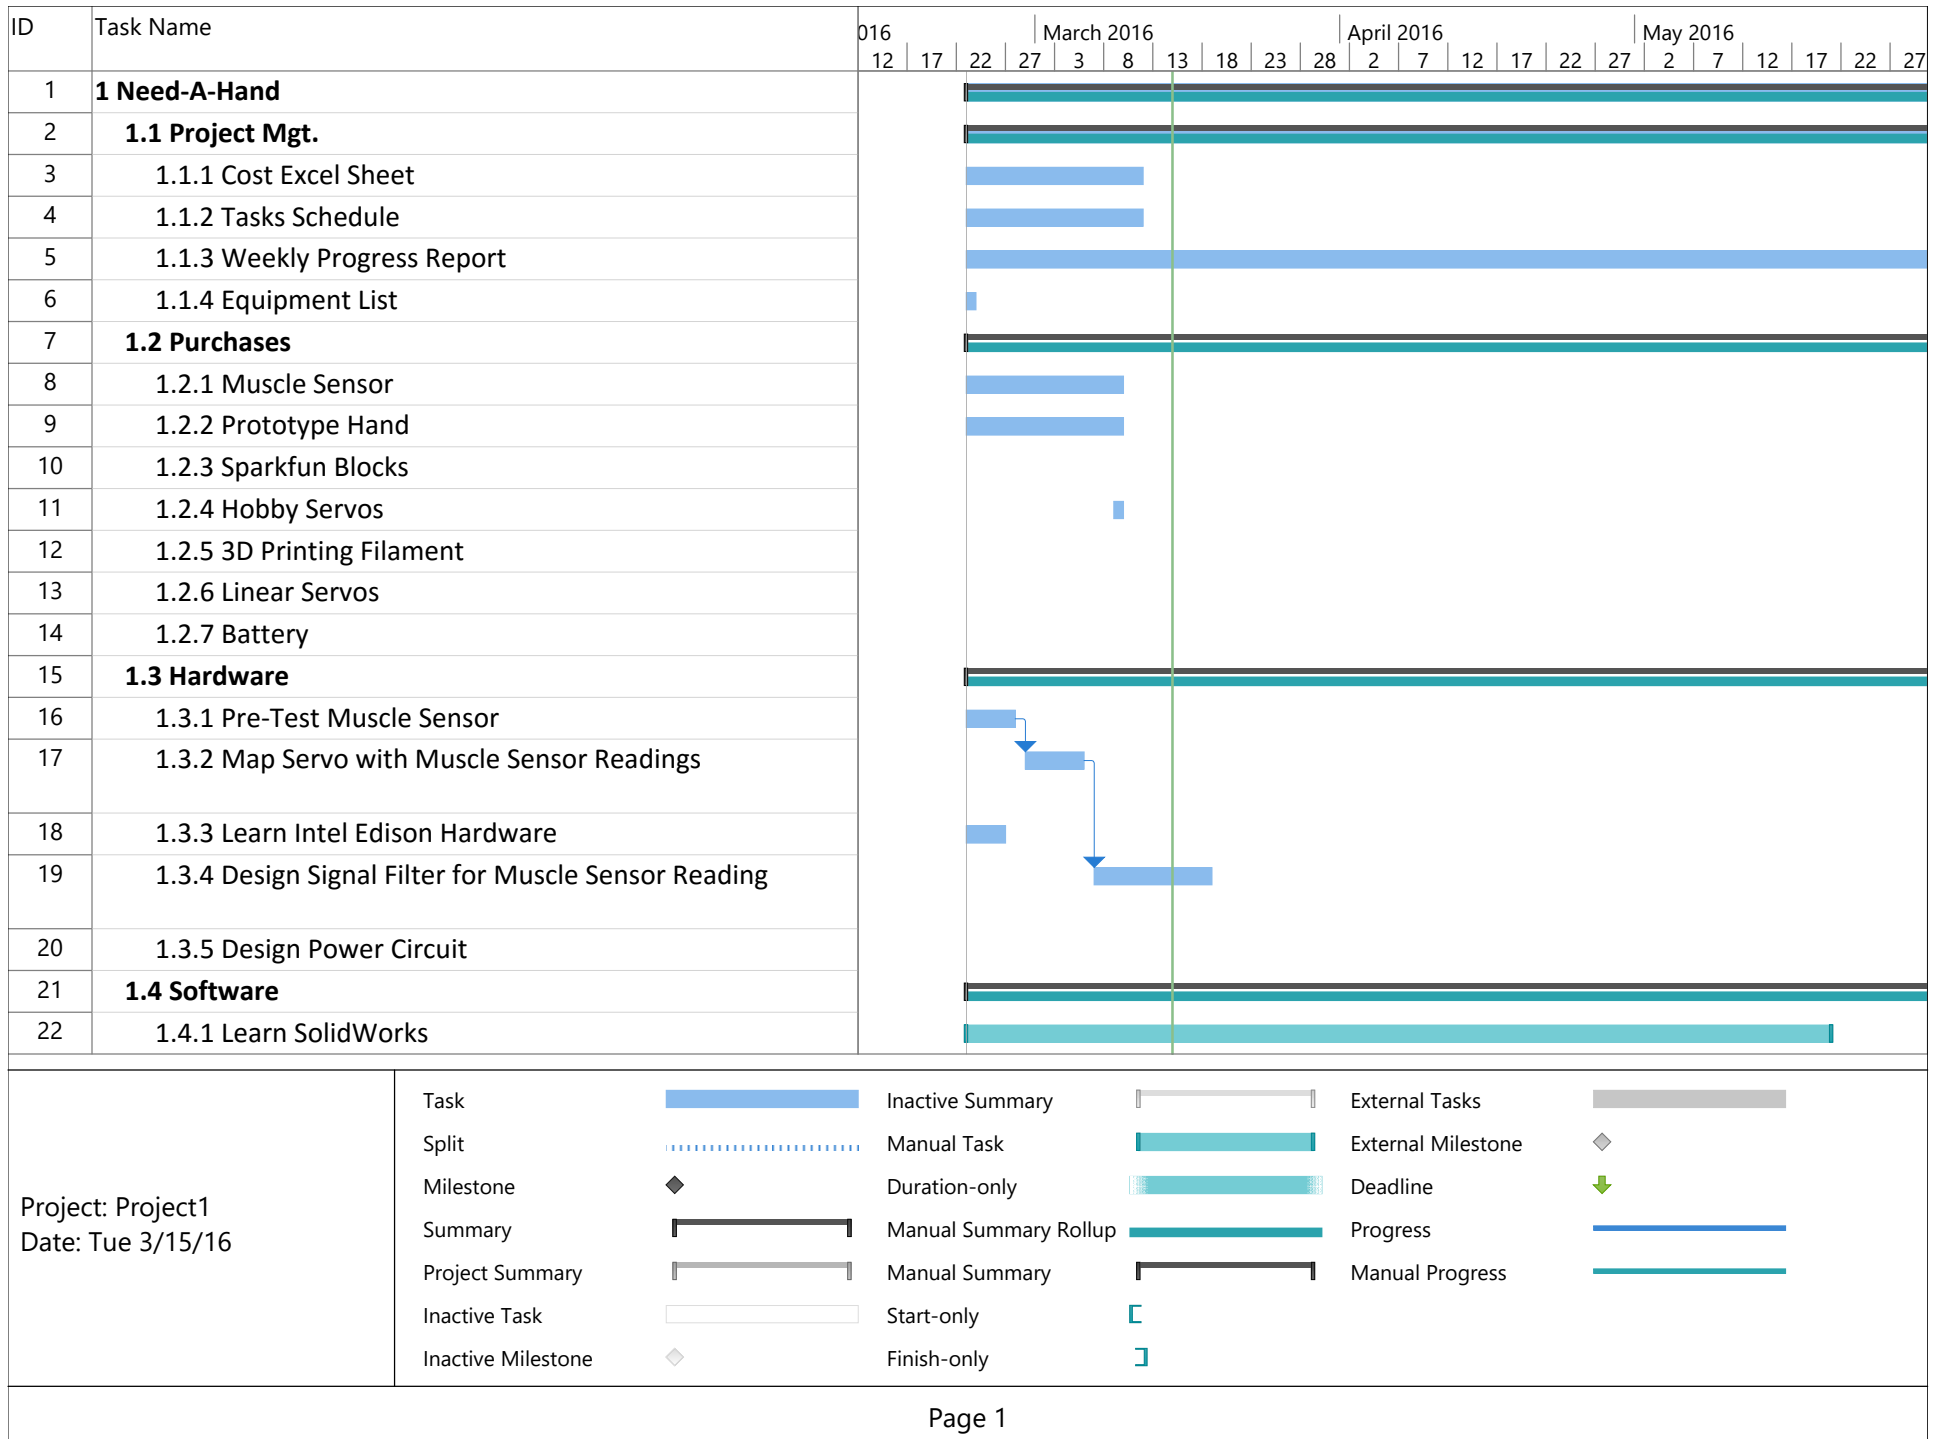 ID Task Name 016 March 2016 April 2016 May 2016
12 17 22 27 3 8 13 18 23 28 2 7 12 17 22 27 2 7 12 17 22 27
1 1 Need-A-Hand
2 1.1 Project Mgt.
3 1.1.1 Cost Excel Sheet
4 1.1.2 Tasks Schedule
5 1.1.3 Weekly Progress Report
6 1.1.4 Equipment List
7 1.2 Purchases
8 1.2.1 Muscle Sensor
9 1.2.2 Prototype Hand
10 1.2.3 Sparkfun Blocks
11 1.2.4 Hobby Servos
12 1.2.5 3D Printing Filament
13 1.2.6 Linear Servos
14 1.2.7 Battery
15 1.3 Hardware
16 1.3.1 Pre-Test Muscle Sensor
17 1.3.2 Map Servo with Muscle Sensor Readings
18 1.3.3 Learn Intel Edison Hardware
19 1.3.4 Design Signal Filter for Muscle Sensor Reading
20 1.3.5 Design Power Circuit
21 1.4 Software
22 1.4.1 Learn SolidWorks
Project: Project1
Date: Tue 3/15/16
Task
Split
Milestone
Summary
Project Summary
Inactive Task
Inactive Milestone
Inactive Summary
Manual Task
Duration-only
Manual Summary Rollup
Manual Summary
Start-only
Finish-only
External Tasks
External Milestone
Deadline
Progress
Manual Progress
Page 1